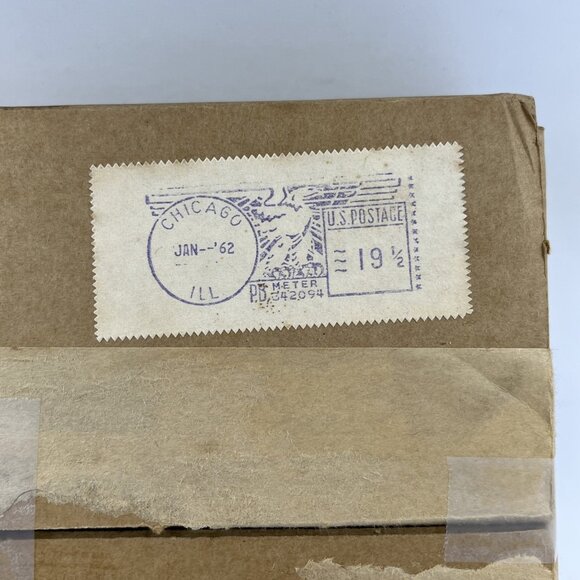 CHICAGO
JAN--'62
ILL
P.B. METER
342094
U.S. POSTAGE
19 1/2